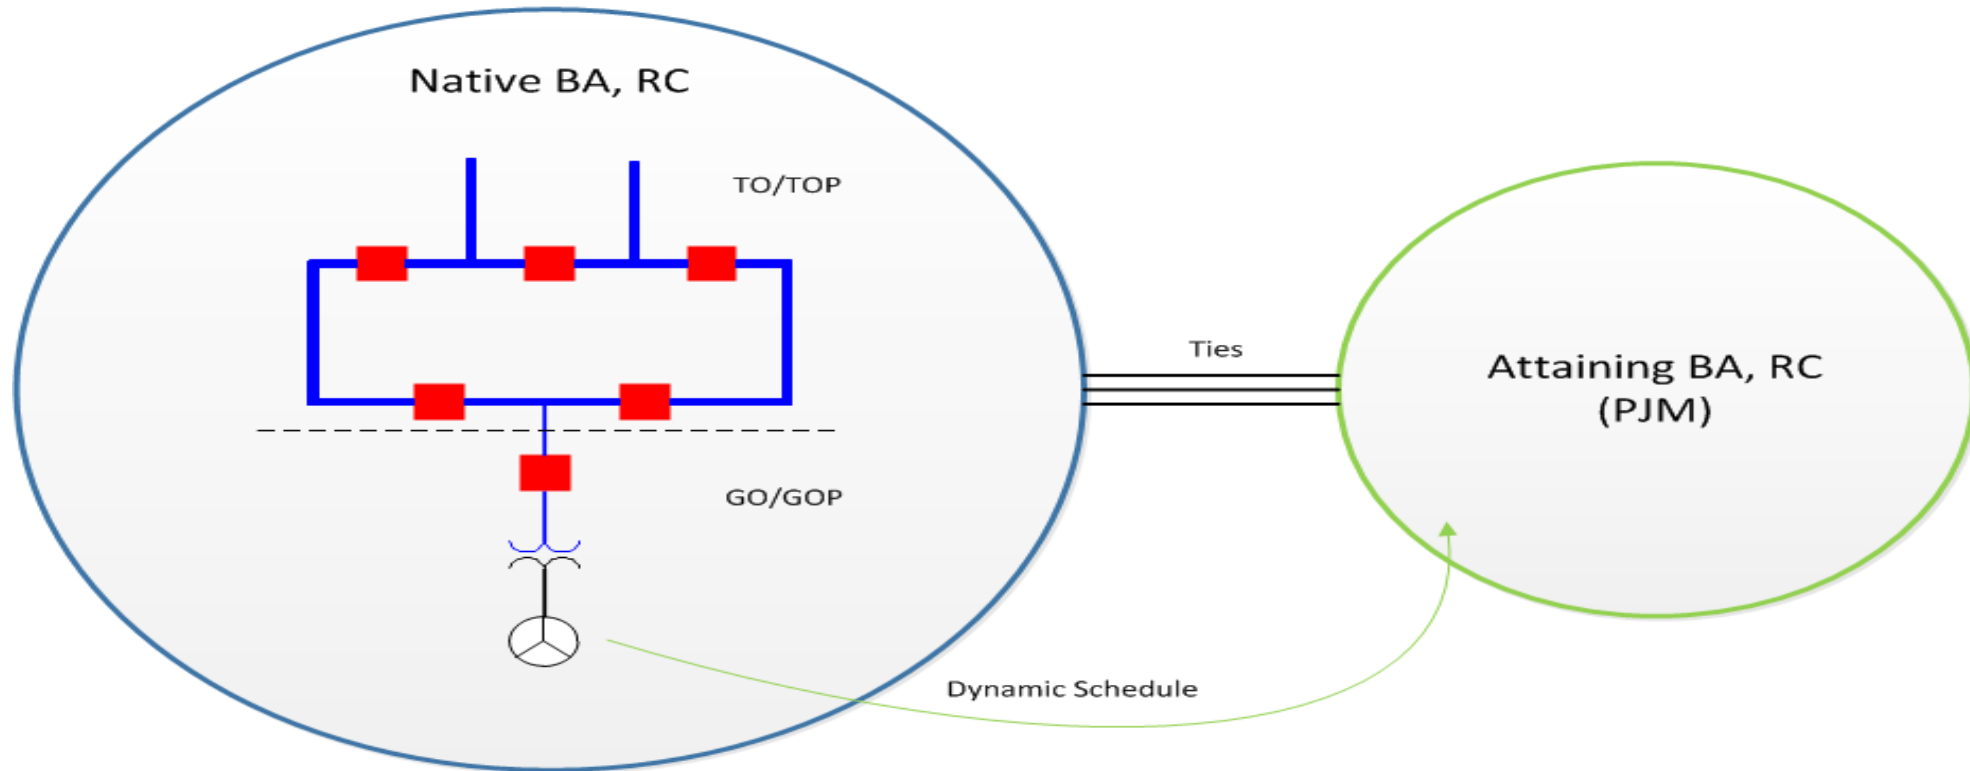 Native BA, RC
TO/TOP
Ties
Attaining BA, RC
(PJM)
GO/GOP
Dynamic Schedule